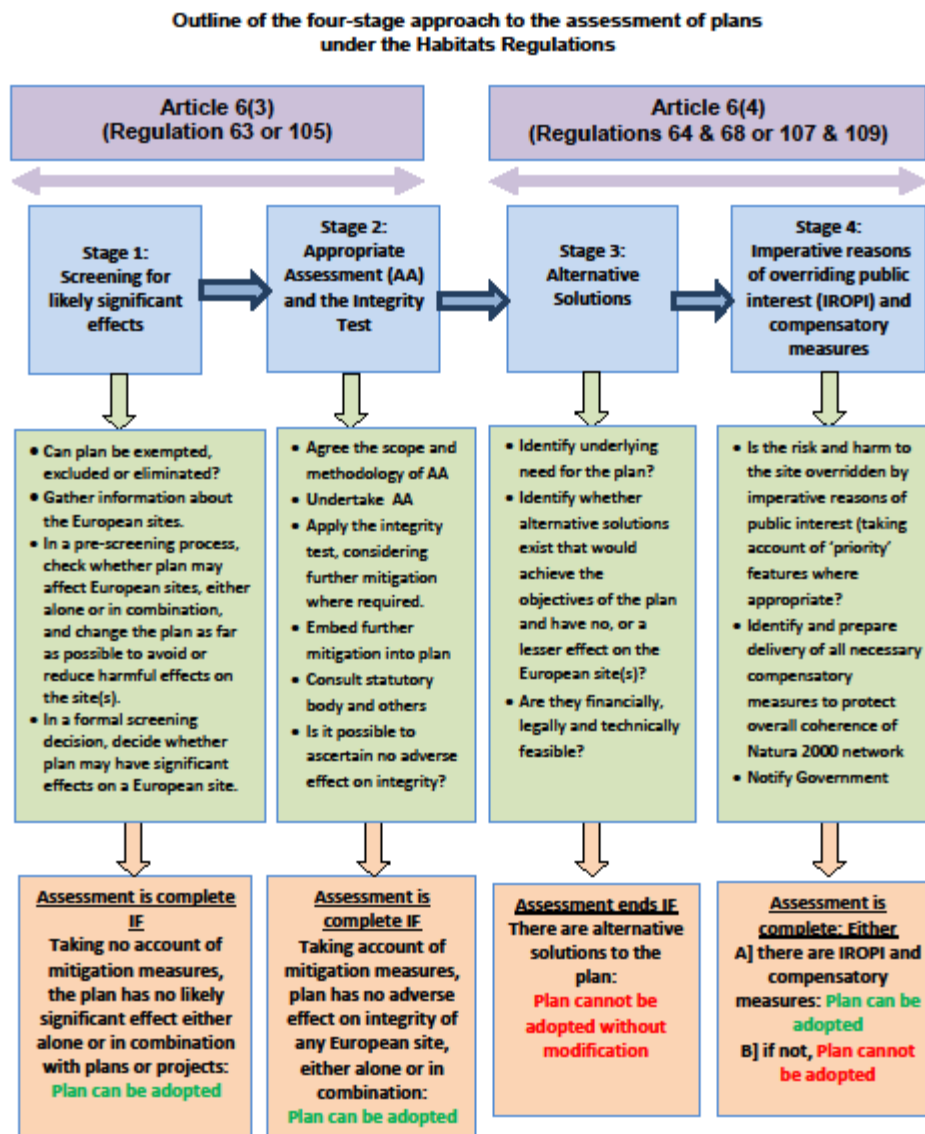 Outline of the four-stage approach to the assessment of plans
under the Habitats Regulations
Article 6(3)
(Regulation 63 or 105)
Article 6(4)
(Regulations 64 & 68 or 107 & 109)
Stage 1:
Screening for
likely significant
effects
Stage 2:
Appropriate
Assessment (AA)
and the Integrity
Test
Stage 3:
Alternative
Solutions
Stage 4:
Imperative reasons
of overriding public
interest (IROPI) and
compensatory
measures
• Can plan be exempted,
excluded or eliminated?
• Gather information about
the European sites.
• In a pre-screening process,
check whether plan may
affect European sites, either
alone or in combination,
and change the plan as far
as possible to avoid or
reduce harmful effects on
the site(s).
• In a formal screening
decision, decide whether
plan may have significant
effects on a European site.
• Agree the scope and
methodology of AA
• Undertake AA
• Apply the integrity
test, considering
further mitigation
where required.
• Embed further
mitigation into plan
• Consult statutory
body and others
• Is it possible to
ascertain no adverse
effect on integrity?
• Identify underlying
need for the plan?
• Identify whether
alternative solutions
exist that would
achieve the
objectives of the plan
and have no, or a
lesser effect on the
European site(s)?
• Are they financially,
legally and technically
feasible?
• Is the risk and harm to
the site overridden by
imperative reasons of
public interest (taking
account of ‘priority’
features where
appropriate?
• Identify and prepare
delivery of all necessary
compensatory
measures to protect
overall coherence of
Natura 2000 network
• Notify Government
Assessment is complete
IF
Taking no account of
mitigation measures,
the plan has no likely
significant effect either
alone or in combination
with plans or projects:
Plan can be adopted
Assessment is
complete IF
Taking account of
mitigation measures,
plan has no adverse
effect on integrity of
any European site,
either alone or in
combination:
Plan can be adopted
Assessment ends IF
There are alternative
solutions to the
plan:
Plan cannot be
adopted without
modification
Assessment is
complete: Either
A] there are IROPI and
compensatory
measures: Plan can be
adopted
B] if not, Plan cannot
be adopted